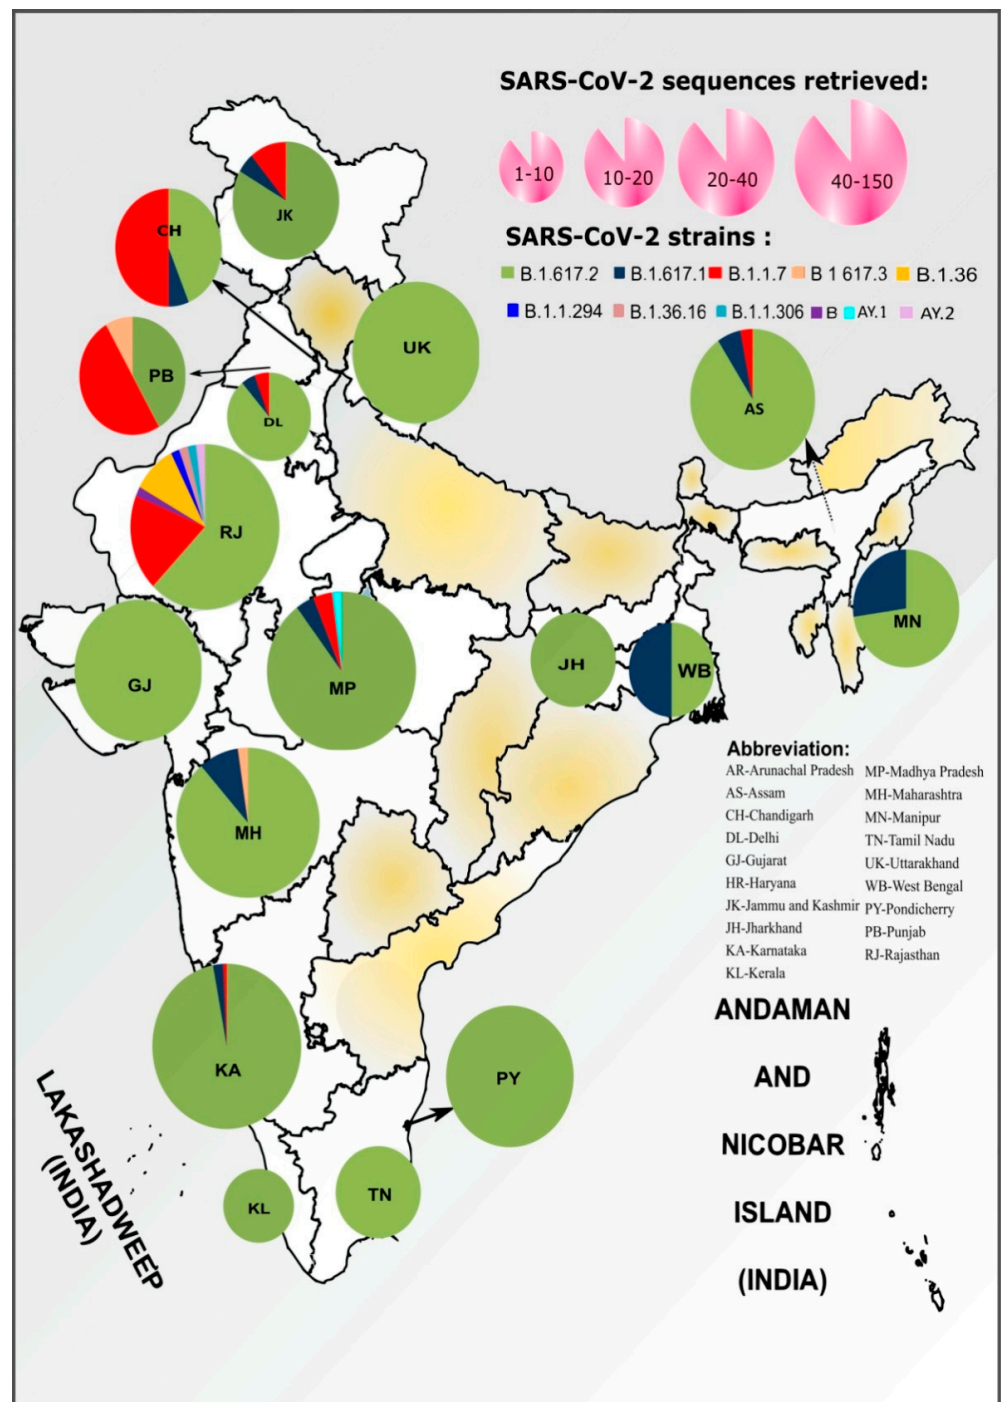 SARS-CoV-2 sequences retrieved:
1-10 10-20 20-40 40-150
SARS-CoV-2 strains :
B.1.617.2 B.1.617.1 B.1.1.7 B 1 617.3 B.1.36
B.1.1.294 B.1.36.16 B.1.1.306 B AY.1 AY.2
JK
CH
UK
PB
DL
AS
RJ
MN
GJ
MP
JH
WB
MH
KA
PY
KL
TN
Abbreviation:
AR-Arunachal Pradesh MP-Madhya Pradesh
AS-Assam MH-Maharashtra
CH-Chandigarh MN-Manipur
DL-Delhi TN-Tamil Nadu
GJ-Gujarat UK-Uttarakhand
HR-Haryana WB-West Bengal
JK-Jammu and Kashmir PY-Pondicherry
JH-Jharkhand PB-Punjab
KA-Karnataka RJ-Rajasthan
KL-Kerala
ANDAMAN
AND
NICOBAR
ISLAND
(INDIA)
LAKASHADWEEP
(INDIA)